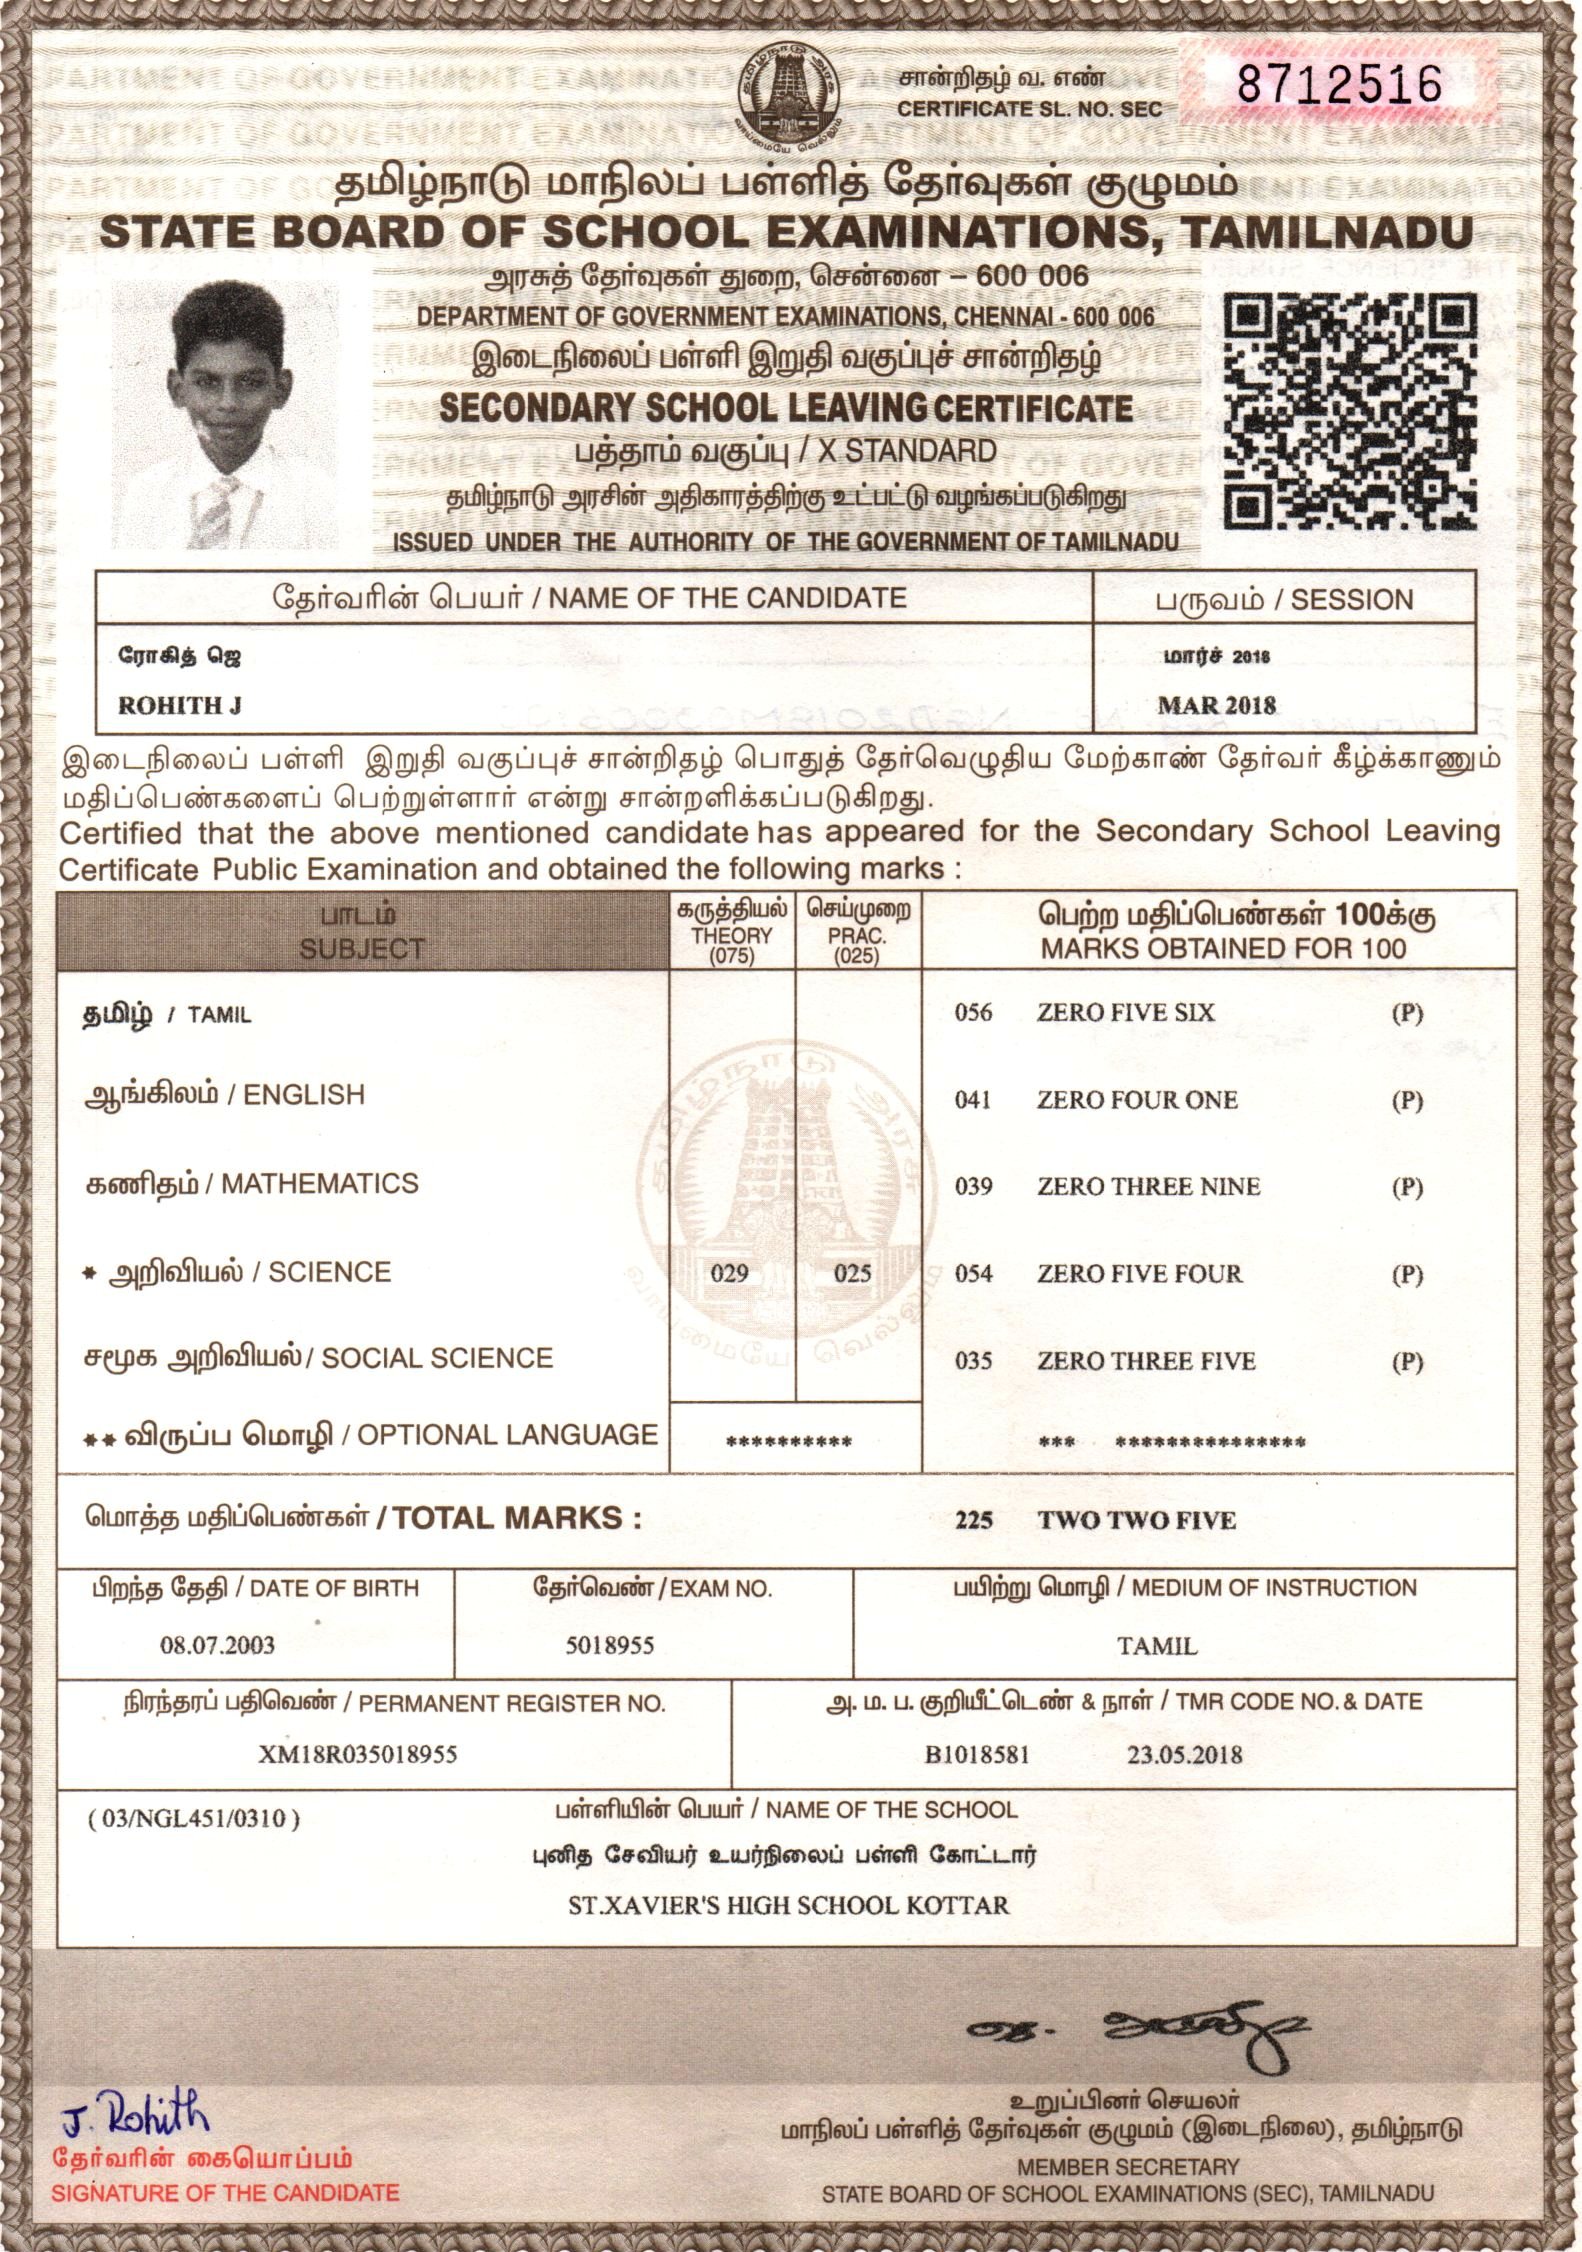 தமிழ்நாடு அரசு
வாய்மையே வெல்லும்
சான்றிதழ் வ. எண்
CERTIFICATE SL. NO. SEC
8712516
தமிழ்நாடு மாநிலப் பள்ளித் தேர்வுகள் குழுமம்
STATE BOARD OF SCHOOL EXAMINATIONS, TAMILNADU
அரசுத் தேர்வுகள் துறை, சென்னை – 600 006
DEPARTMENT OF GOVERNMENT EXAMINATIONS, CHENNAI - 600 006
இடைநிலைப் பள்ளி இறுதி வகுப்புச் சான்றிதழ்
SECONDARY SCHOOL LEAVING CERTIFICATE
பத்தாம் வகுப்பு / X STANDARD
தமிழ்நாடு அரசின் அதிகாரத்திற்கு உட்பட்டு வழங்கப்படுகிறது
ISSUED UNDER THE AUTHORITY OF THE GOVERNMENT OF TAMILNADU
தேர்வரின் பெயர் / NAME OF THE CANDIDATE பருவம் / SESSION
ரோகித் ஜெ மார்ச் 2018
ROHITH J MAR 2018
இடைநிலைப் பள்ளி இறுதி வகுப்புச் சான்றிதழ் பொதுத் தேர்வெழுதிய மேற்காண் தேர்வர் கீழ்க்காணும்
மதிப்பெண்களைப் பெற்றுள்ளார் என்று சான்றளிக்கப்படுகிறது.
Certified that the above mentioned candidate has appeared for the Secondary School Leaving
Certificate Public Examination and obtained the following marks :
பாடம் கருத்தியல் செய்முறை பெற்ற மதிப்பெண்கள் 100க்கு
SUBJECT THEORY PRAC. MARKS OBTAINED FOR 100
(075) (025)
தமிழ் / TAMIL 056 ZERO FIVE SIX (P)
ஆங்கிலம் / ENGLISH 041 ZERO FOUR ONE (P)
கணிதம் / MATHEMATICS 039 ZERO THREE NINE (P)
* அறிவியல் / SCIENCE 029 025 054 ZERO FIVE FOUR (P)
சமூக அறிவியல் / SOCIAL SCIENCE 035 ZERO THREE FIVE (P)
** விருப்ப மொழி / OPTIONAL LANGUAGE ********** *** ***************
மொத்த மதிப்பெண்கள் / TOTAL MARKS : 225 TWO TWO FIVE
பிறந்த தேதி / DATE OF BIRTH தேர்வெண் / EXAM NO. பயிற்று மொழி / MEDIUM OF INSTRUCTION
08.07.2003 5018955 TAMIL
நிரந்தரப் பதிவெண் / PERMANENT REGISTER NO. அ. ம. ப. குறியீட்டெண் & நாள் / TMR CODE NO. & DATE
XM18R035018955 B1018581 23.05.2018
( 03/NGL451/0310 ) பள்ளியின் பெயர் / NAME OF THE SCHOOL
புனித சேவியர் உயர்நிலைப் பள்ளி கோட்டார்
ST.XAVIER'S HIGH SCHOOL KOTTAR
J. Rohith
தேர்வரின் கையொப்பம்
SIGNATURE OF THE CANDIDATE
உறுப்பினர் செயலர்
மாநிலப் பள்ளித் தேர்வுகள் குழுமம் (இடைநிலை), தமிழ்நாடு
MEMBER SECRETARY
STATE BOARD OF SCHOOL EXAMINATIONS (SEC), TAMILNADU